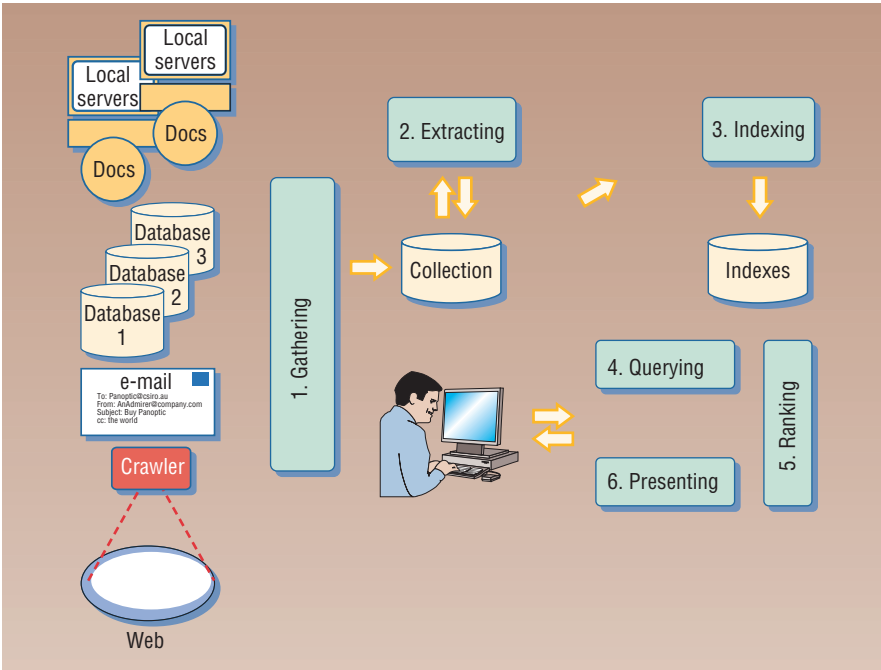 Local
servers
Local
servers
Docs
Docs
Database
3
Database
2
Database
1
e-mail
To: Panoptic@csiro.au
From: AnAdmirer@company.com
Subject: Buy Panoptic
cc: the world
Crawler
Web
1. Gathering
2. Extracting
Collection
3. Indexing
Indexes
4. Querying
5. Ranking
6. Presenting